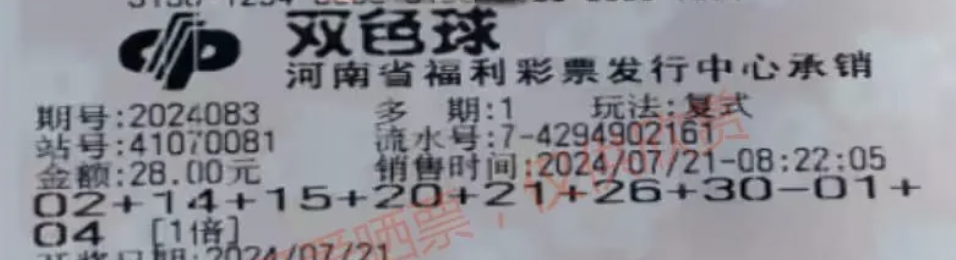 双色球
河南省福利彩票发行中心承销
期号:2024083 多 期:1 玩法:复式
站号:41070081 流水号:7-4294902161
金额:28.00元 销售时间:2024/07/21-08:22:05
02+14+15+20+21+26+30-01+
04 [1倍]
开奖日期:2024/07/21
晒票,